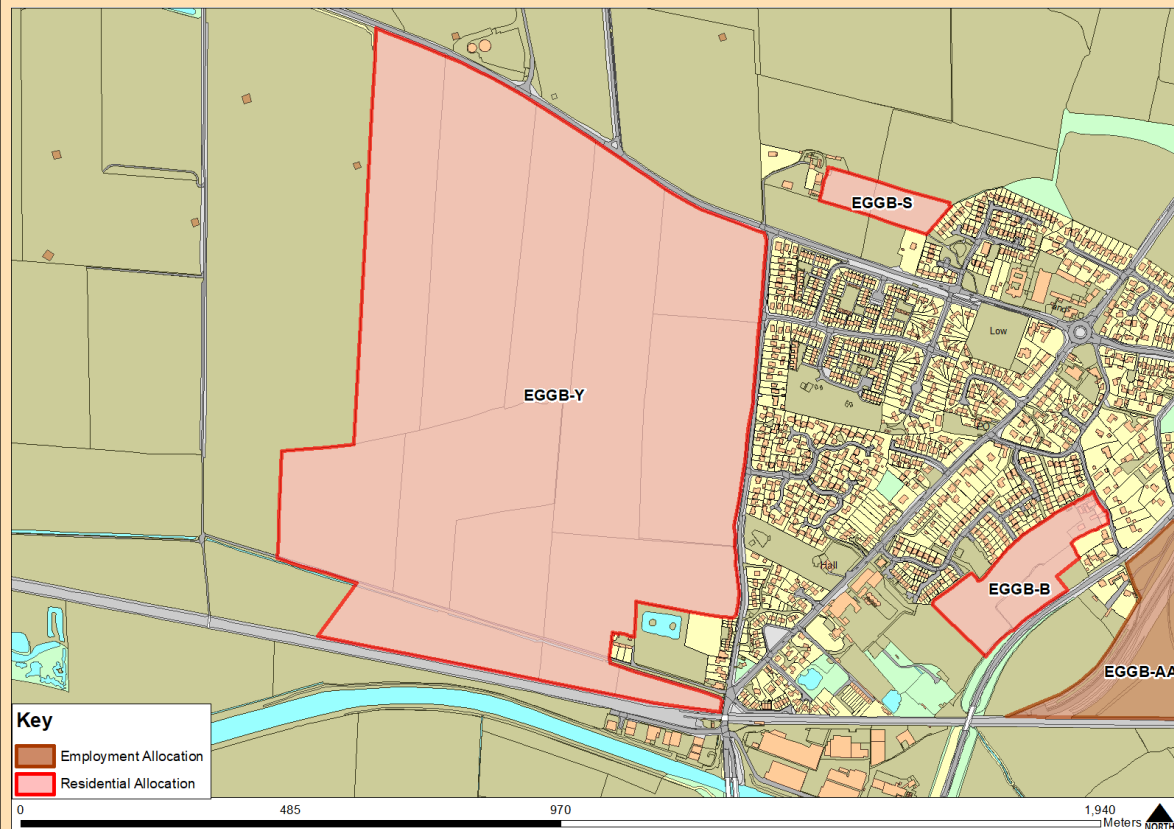 EGGB-S
Low
EGGB-Y
Hall
EGGB-B
EGGB-AA
Key
Employment Allocation
Residential Allocation
0 485 970 1,940
Meters
NORTH